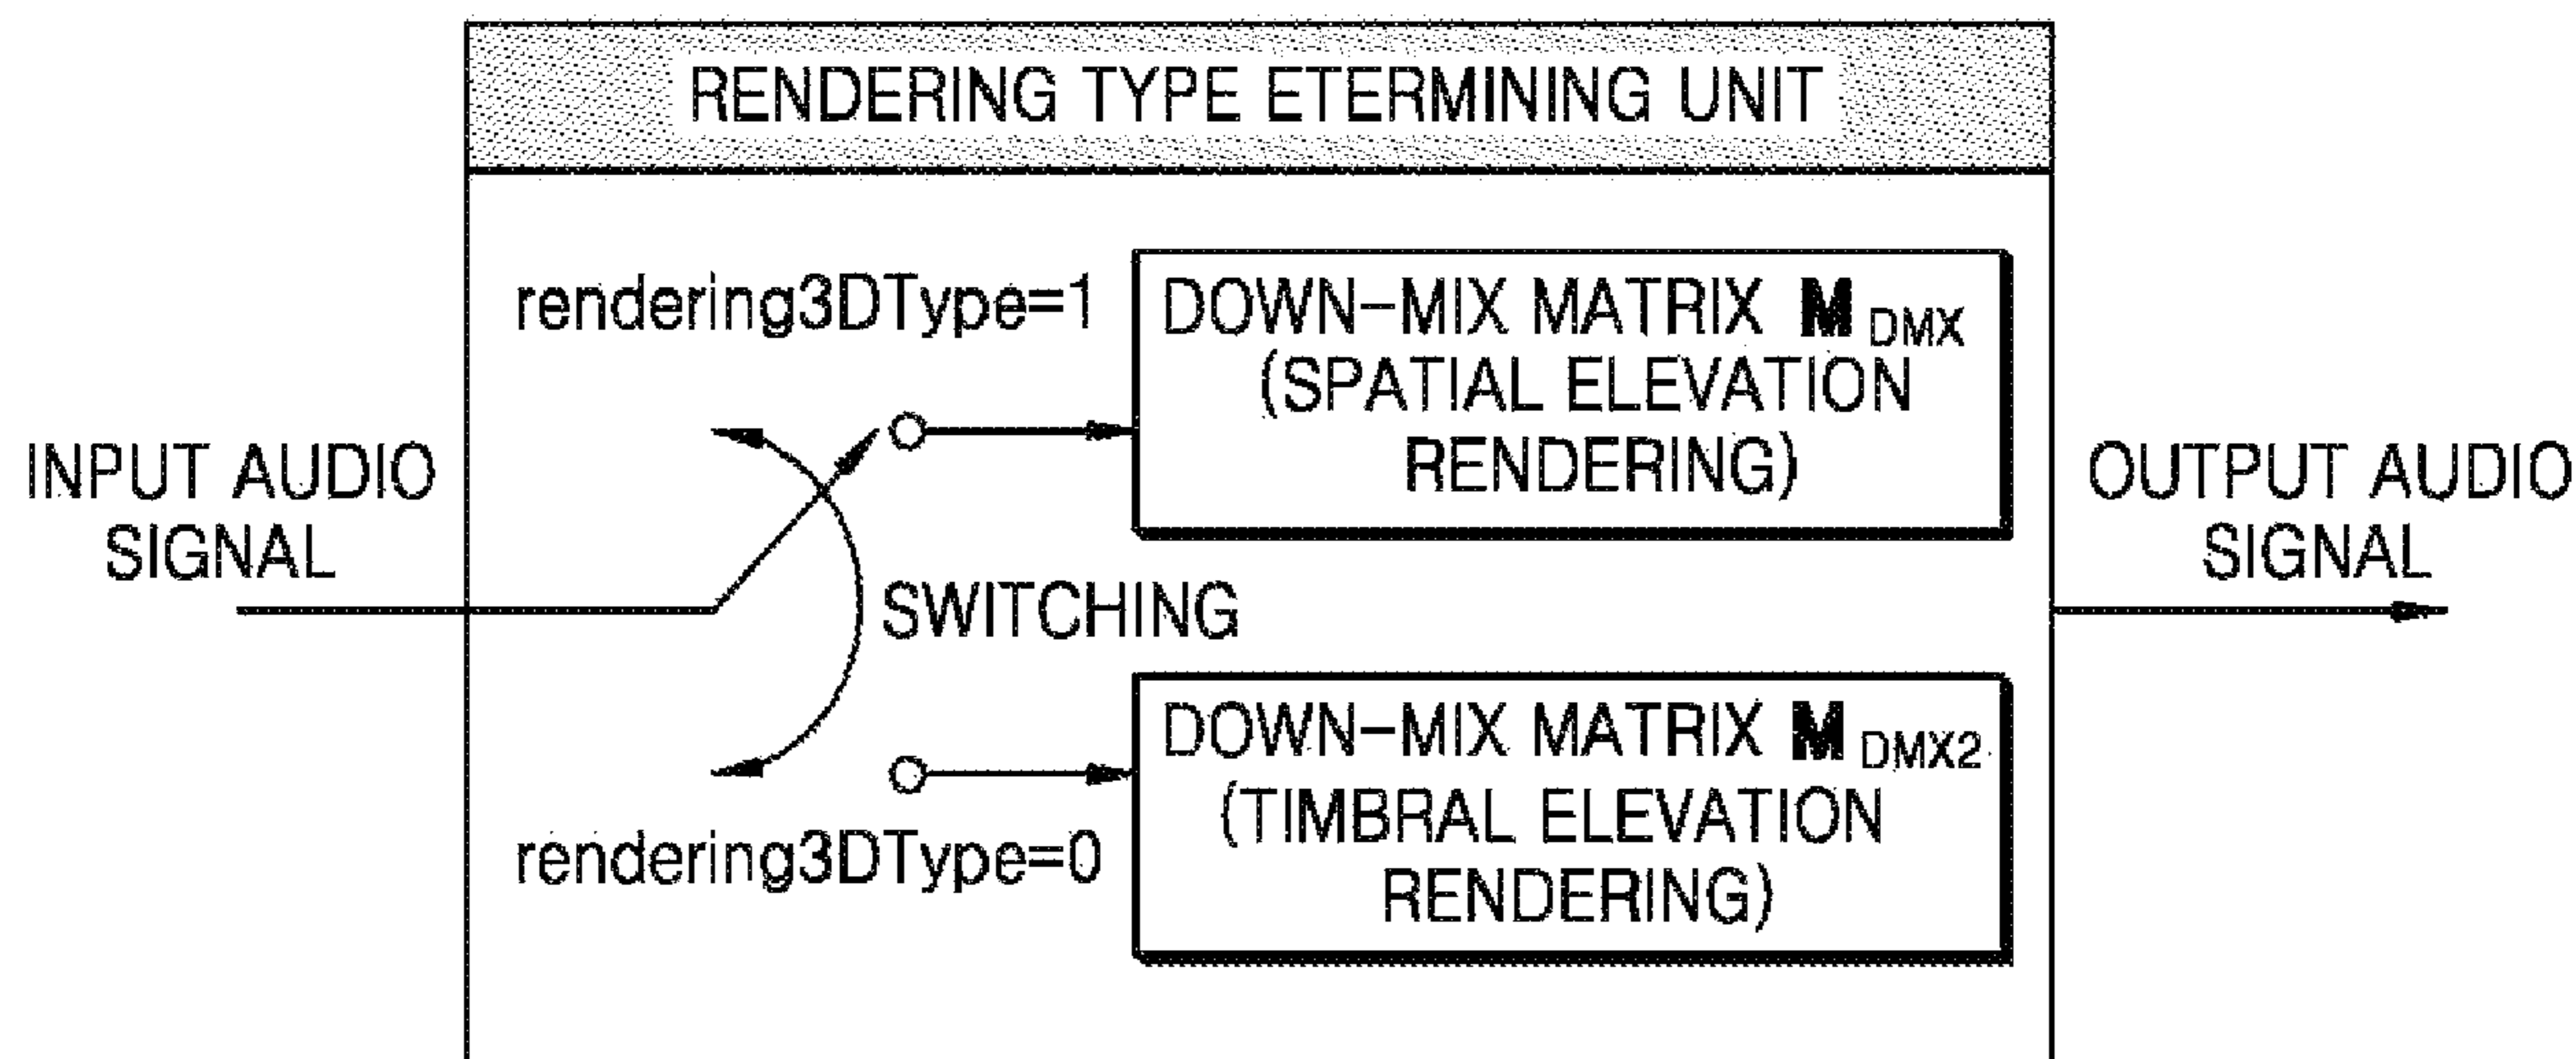 RENDERING TYPE ETERMINING UNIT
rendering3DType=1
DOWN-MIX MATRIX M DMX
(SPATIAL ELEVATION
RENDERING)
INPUT AUDIO
SIGNAL
SWITCHING
OUTPUT AUDIO
SIGNAL
rendering3DType=0
DOWN-MIX MATRIX M DMX2
(TIMBRAL ELEVATION
RENDERING)